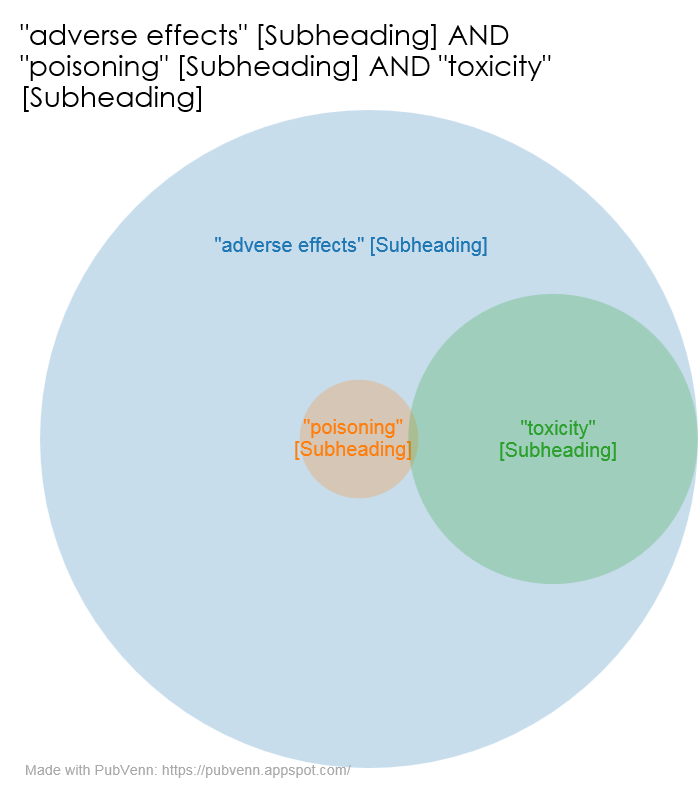 "adverse effects" [Subheading] AND
"poisoning" [Subheading] AND "toxicity"
[Subheading]
"adverse effects" [Subheading]
"poisoning"
[Subheading]
"toxicity"
[Subheading]
Made with PubVenn: https://pubvenn.appspot.com/